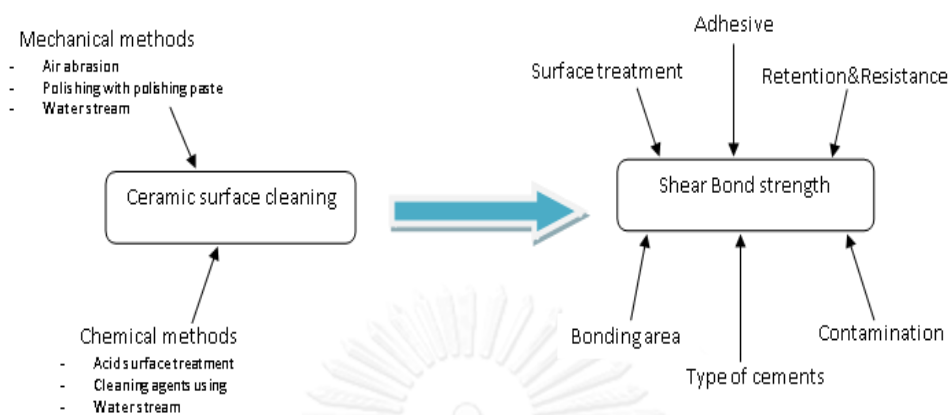 Mechanical methods
- Air abrasion
- Polishing with polishing paste
- Water stream
Ceramic surface cleaning
Chemical methods
- Acid surface treatment
- Cleaning agents using
- Water stream
Adhesive
Surface treatment
Retention&Resistance
Shear Bond strength
Bonding area
Contamination
Type of cements